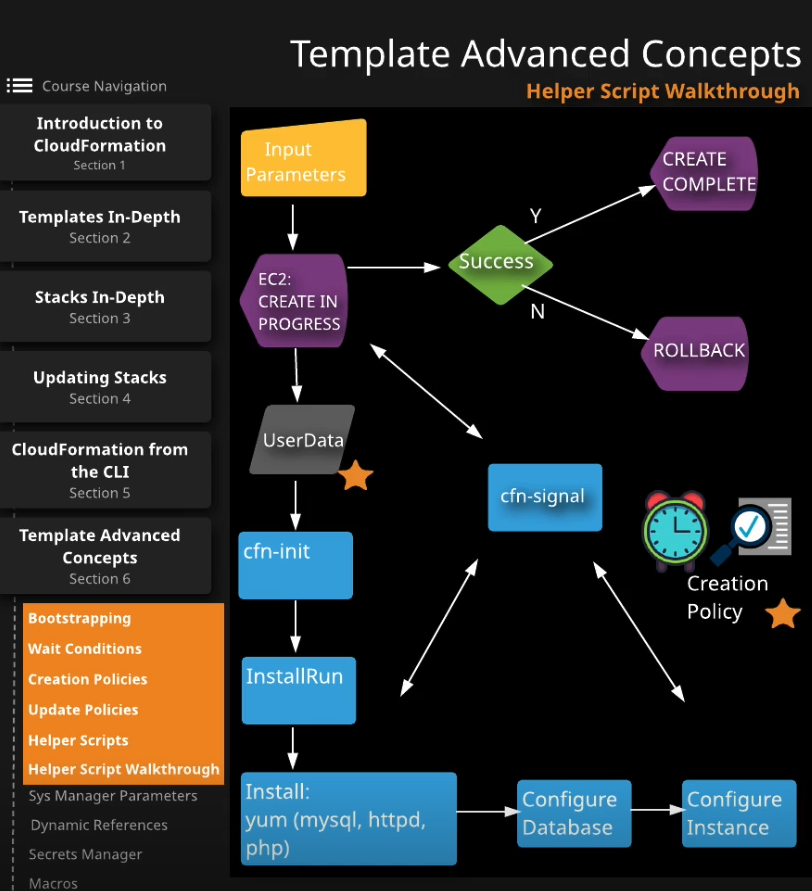 Template Advanced Concepts
Helper Script Walkthrough
Course Navigation
Introduction to
CloudFormation
Section 1
Templates In-Depth
Section 2
Stacks In-Depth
Section 3
Updating Stacks
Section 4
CloudFormation from
the CLI
Section 5
Template Advanced
Concepts
Section 6
Bootstrapping
Wait Conditions
Creation Policies
Update Policies
Helper Scripts
Helper Script Walkthrough
Sys Manager Parameters
Dynamic References
Secrets Manager
Macros
Input
Parameters
EC2:
CREATE IN
PROGRESS
Success
Y
N
CREATE
COMPLETE
ROLLBACK
UserData
cfn-signal
cfn-init
Creation
Policy
InstallRun
Install:
yum (mysql, httpd,
php)
Configure
Database
Configure
Instance